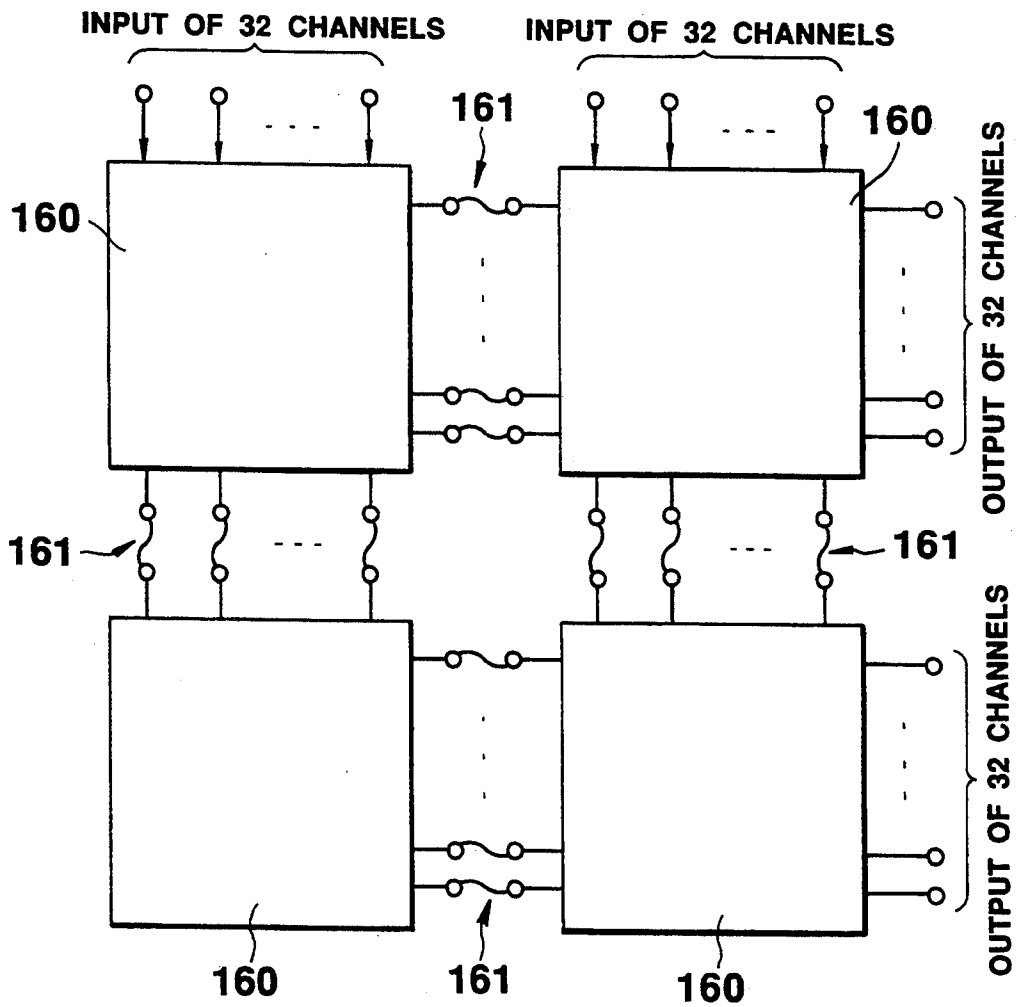 INPUT OF 32 CHANNELS
INPUT OF 32 CHANNELS
161
160
160
OUTPUT OF 32 CHANNELS
161
161
OUTPUT OF 32 CHANNELS
160
161
160